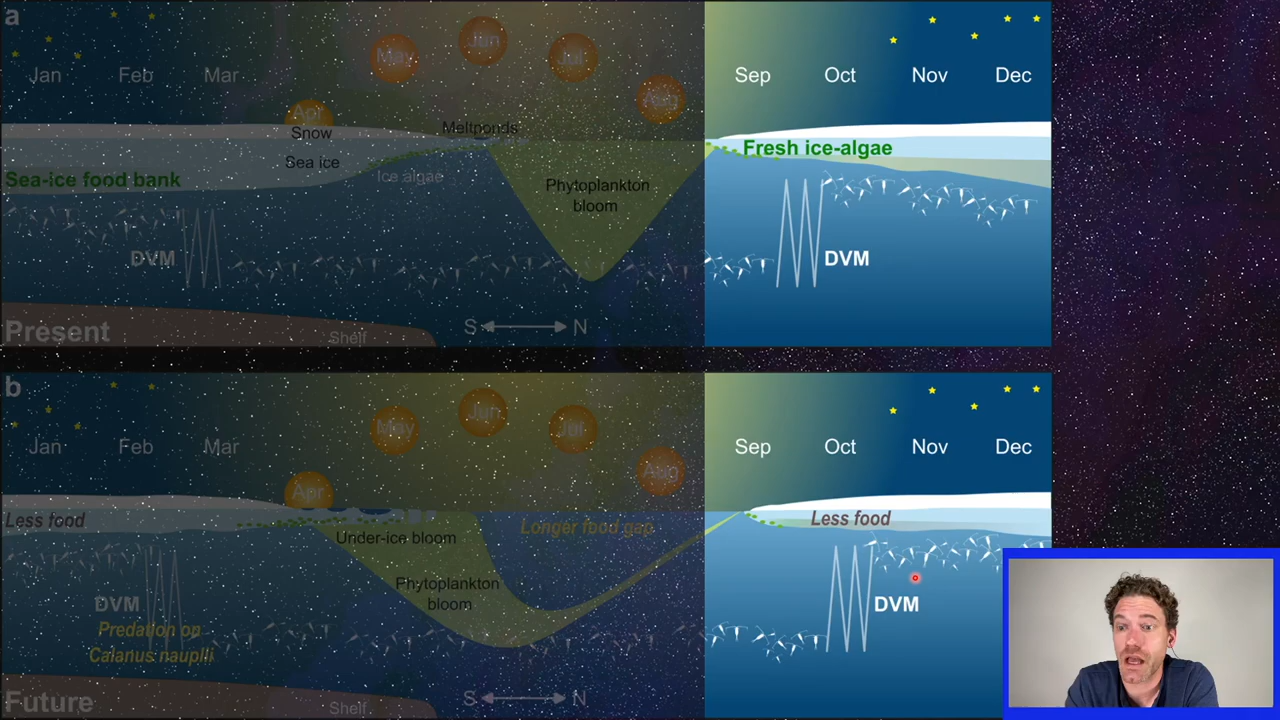 a
Jan Feb Mar Apr May Jun Jul Aug Sep Oct Nov Dec
Snow
Meltponds
Sea ice
Fresh ice-algae
Sea-ice food bank
Ice algae
Phytoplankton
bloom
DVM
DVM
Present
Shelf
S N
b
Jan Feb Mar Apr May Jun Jul Aug Sep Oct Nov Dec
Less food
Longer food gap
Less food
Under-ice bloom
Phytoplankton
bloom
DVM
DVM
Predation on
Calanus nauplli
Future
Shelf
S N